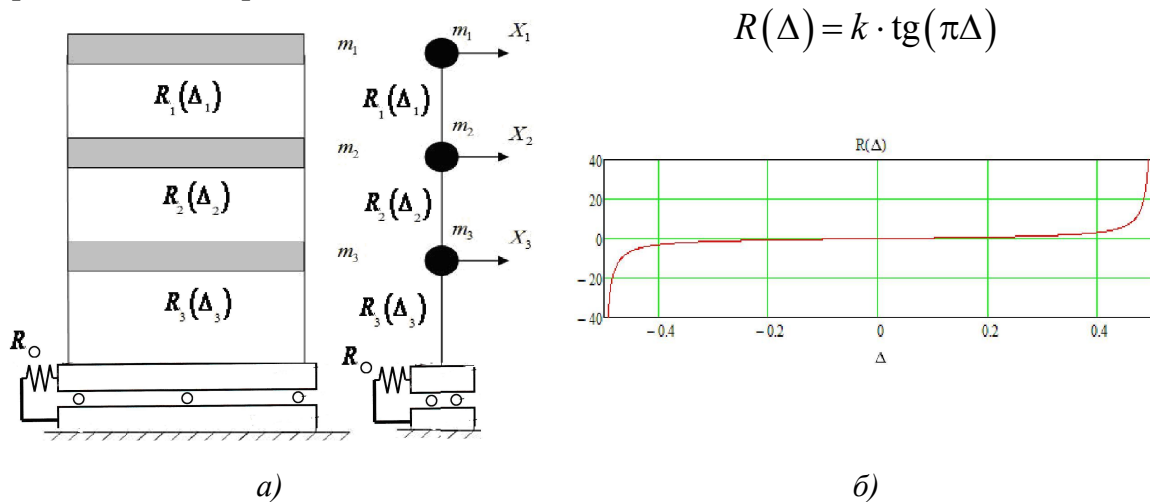 R(Δ) = k · tg(πΔ)
m₁ m₁ X₁
R₁(Δ₁) R₁(Δ₁)
m₂ m₂ X₂
R₂(Δ₂) R₂(Δ₂)
m₃ m₃ X₃
R₃(Δ₃) R₃(Δ₃)
R₀ R₀
а)
R(Δ)
40
20
0
−20
−40
−0.4 −0.2 0 0.2 0.4
Δ
б)